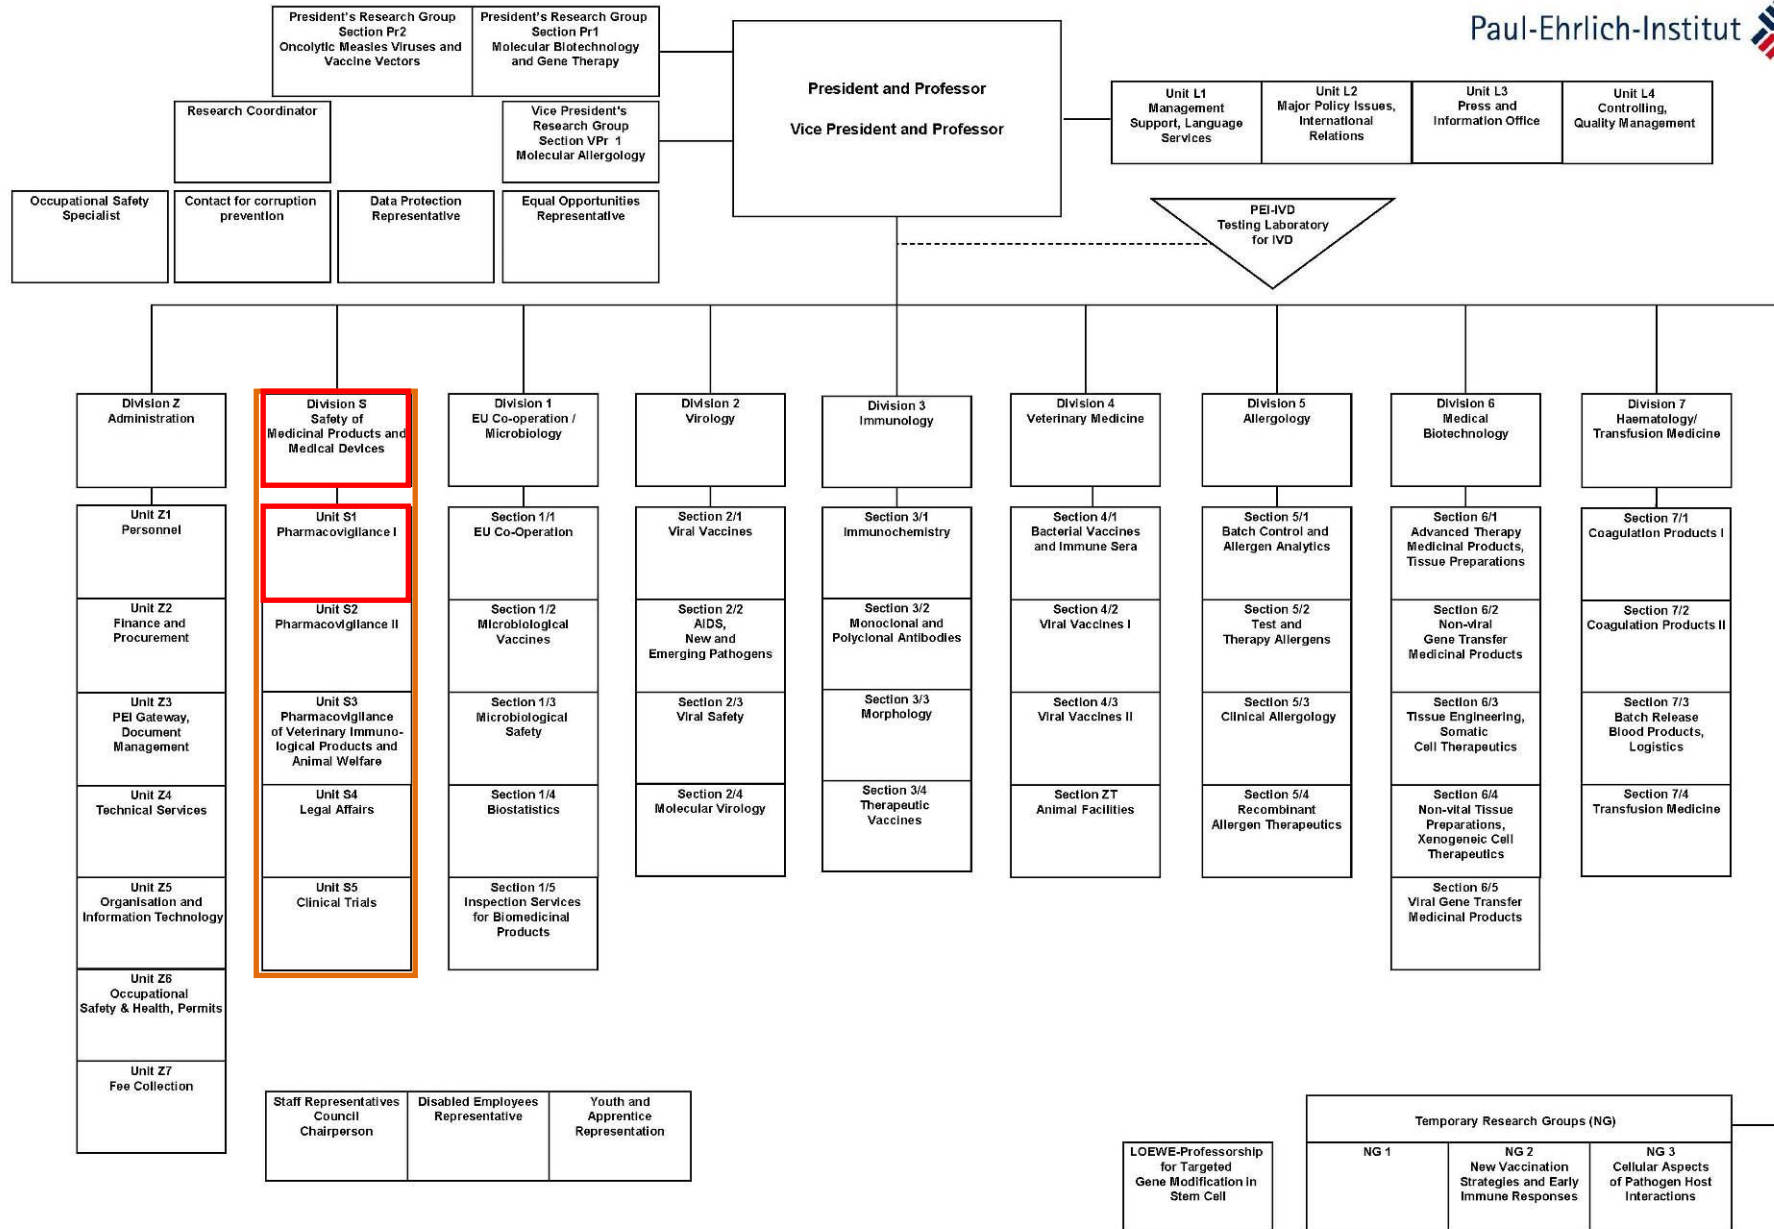 Paul-Ehrlich-Institut
President's Research Group
Section Pr2
Oncolytic Measles Viruses and
Vaccine Vectors
President's Research Group
Section Pr1
Molecular Biotechnology
and Gene Therapy
President and Professor
Vice President and Professor
Unit L1
Management
Support, Language
Services
Unit L2
Major Policy Issues,
International
Relations
Unit L3
Press and
Information Office
Unit L4
Controlling,
Quality Management
Research Coordinator
Vice President's
Research Group
Section VPr 1
Molecular Allergology
Occupational Safety
Specialist
Contact for corruption
prevention
Data Protection
Representative
Equal Opportunities
Representative
PEI-IVD
Testing Laboratory
for IVD
Division Z
Administration
Unit Z1
Personnel
Unit Z2
Finance and
Procurement
Unit Z3
PEI Gateway,
Document
Management
Unit Z4
Technical Services
Unit Z5
Organisation and
Information Technology
Unit Z6
Occupational
Safety & Health, Permits
Unit Z7
Fee Collection
Division S
Safety of
Medicinal Products and
Medical Devices
Unit S1
Pharmacovigilance I
Unit S2
Pharmacovigilance II
Unit S3
Pharmacovigilance
of Veterinary Immuno-
logical Products and
Animal Welfare
Unit S4
Legal Affairs
Unit S5
Clinical Trials
Division 1
EU Co-operation /
Microbiology
Section 1/1
EU Co-Operation
Section 1/2
Microbiological
Vaccines
Section 1/3
Microbiological
Safety
Section 1/4
Biostatistics
Section 1/5
Inspection Services
for Biomedicinal
Products
Division 2
Virology
Section 2/1
Viral Vaccines
Section 2/2
AIDS,
New and
Emerging Pathogens
Section 2/3
Viral Safety
Section 2/4
Molecular Virology
Division 3
Immunology
Section 3/1
Immunochemistry
Section 3/2
Monoclonal and
Polyclonal Antibodies
Section 3/3
Morphology
Section 3/4
Therapeutic
Vaccines
Division 4
Veterinary Medicine
Section 4/1
Bacterial Vaccines
and Immune Sera
Section 4/2
Viral Vaccines I
Section 4/3
Viral Vaccines II
Section ZT
Animal Facilities
Division 5
Allergology
Section 5/1
Batch Control and
Allergen Analytics
Section 5/2
Test and
Therapy Allergens
Section 5/3
Clinical Allergology
Section 5/4
Recombinant
Allergen Therapeutics
Division 6
Medical
Biotechnology
Section 6/1
Advanced Therapy
Medicinal Products,
Tissue Preparations
Section 6/2
Non-viral
Gene Transfer
Medicinal Products
Section 6/3
Tissue Engineering,
Somatic
Cell Therapeutics
Section 6/4
Non-vital Tissue
Preparations,
Xenogeneic Cell
Therapeutics
Section 6/5
Viral Gene Transfer
Medicinal Products
Division 7
Haematology/
Transfusion Medicine
Section 7/1
Coagulation Products I
Section 7/2
Coagulation Products II
Section 7/3
Batch Release
Blood Products,
Logistics
Section 7/4
Transfusion Medicine
Staff Representatives
Council
Chairperson
Disabled Employees
Representative
Youth and
Apprentice
Representation
LOEWE-Professorship
for Targeted
Gene Modification in
Stem Cell
Temporary Research Groups (NG)
NG 1
NG 2
New Vaccination
Strategies and Early
Immune Responses
NG 3
Cellular Aspects
of Pathogen Host
Interactions